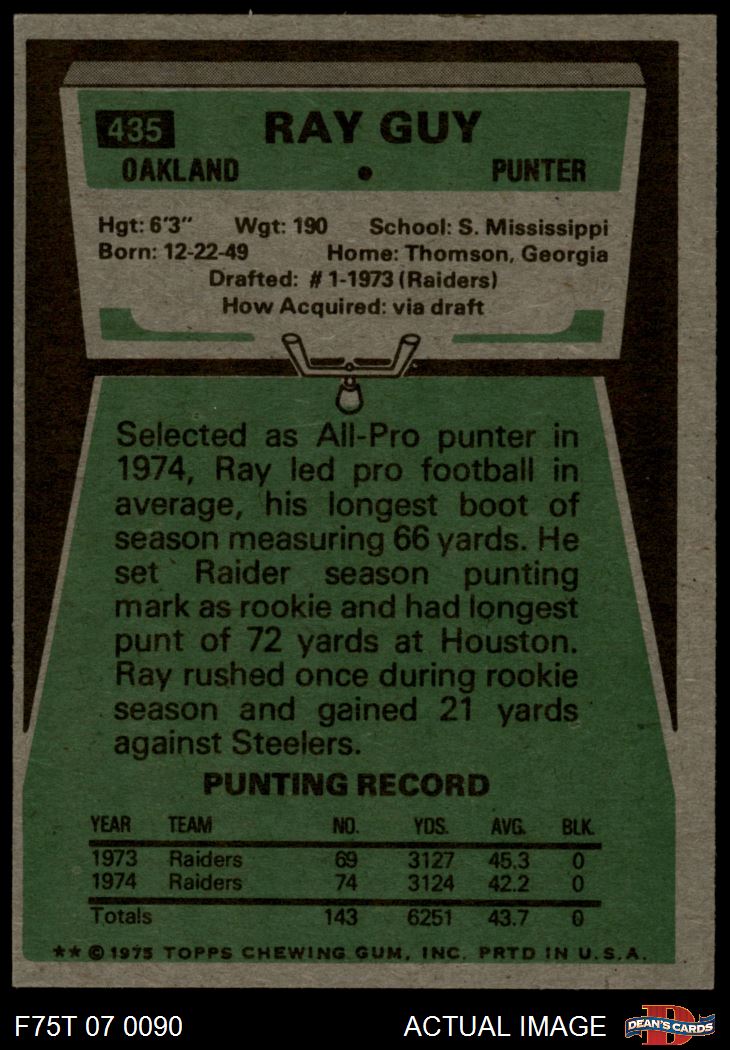 435 RAY GUY
OAKLAND • PUNTER
Hgt: 6'3" Wgt: 190 School: S. Mississippi
Born: 12-22-49 Home: Thomson, Georgia
Drafted: #1-1973 (Raiders)
How Acquired: via draft
Selected as All-Pro punter in
1974, Ray led pro football in
average, his longest boot of
season measuring 66 yards. He
set Raider season punting
mark as rookie and had longest
punt of 72 yards at Houston.
Ray rushed once during rookie
season and gained 21 yards
against Steelers.
PUNTING RECORD
YEAR TEAM NO. YDS. AVG. BLK.
1973 Raiders 69 3127 45.3 0
1974 Raiders 74 3124 42.2 0
Totals 143 6251 43.7 0
** © 1975 TOPPS CHEWING GUM, INC. PRTD IN U.S.A.
F75T 07 0090 ACTUAL IMAGE D DEAN'S CARDS